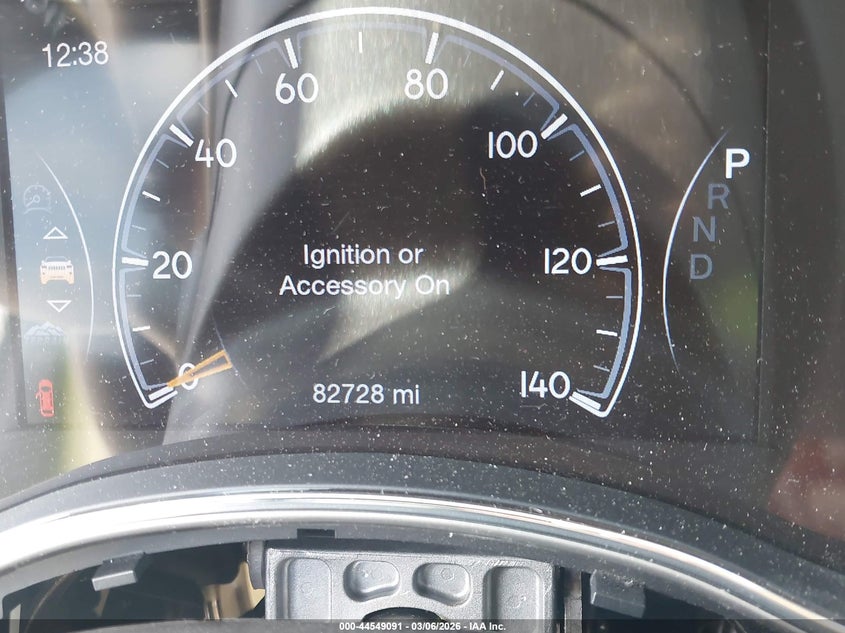 12:38
60
80
40
100
P
R
N
D
20
Ignition or
Accessory On
120
0
82728 mi
140
000-44549091 - 03/06/2026 - IAA Inc.